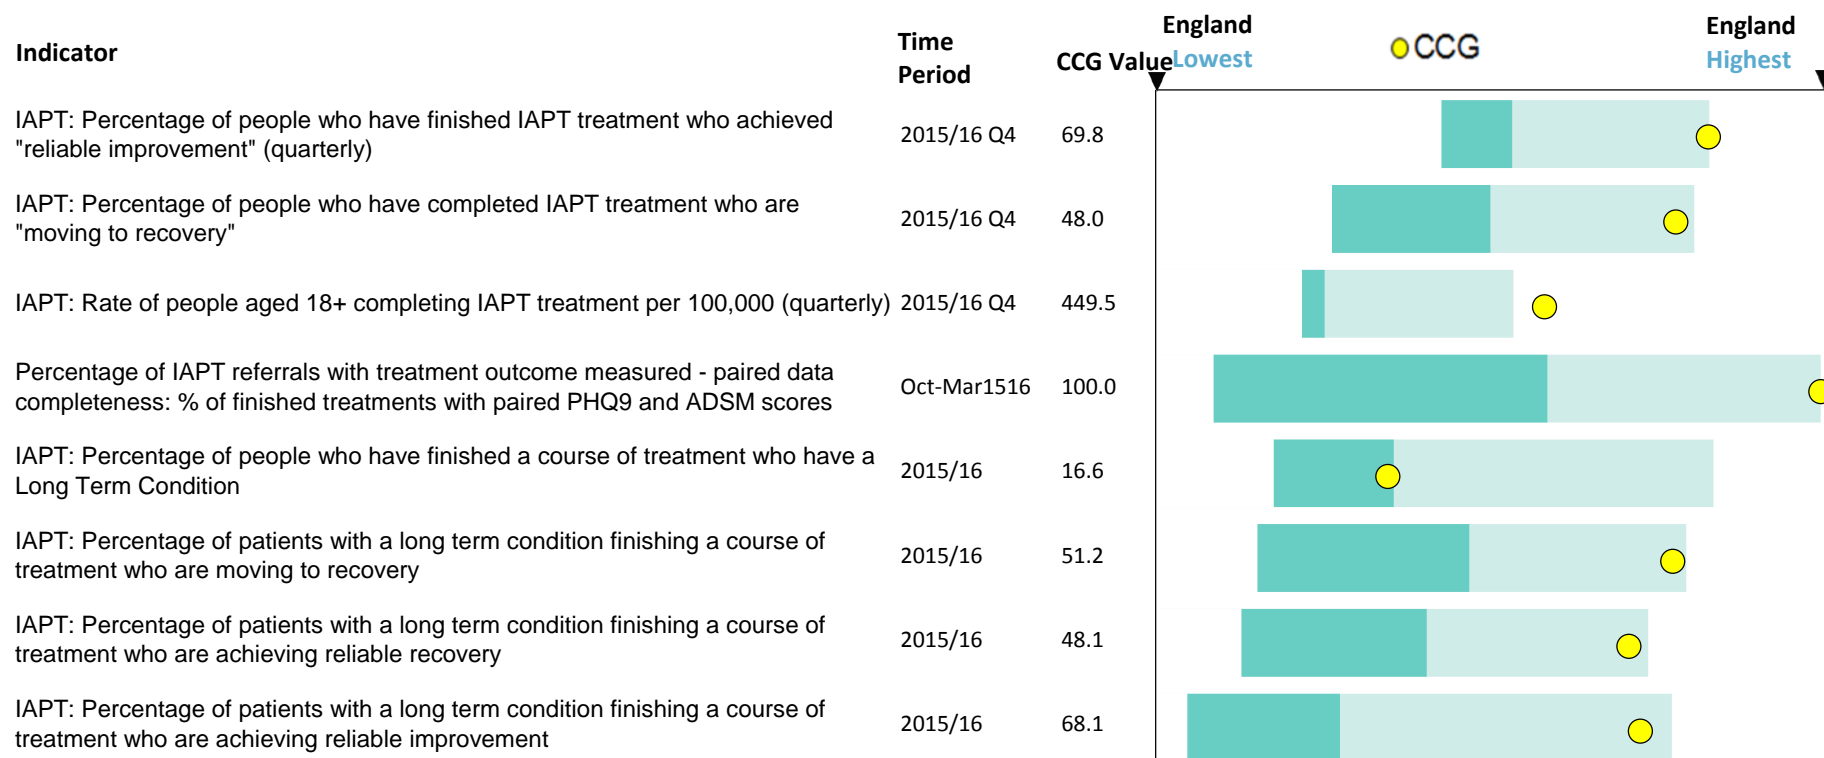 Indicator
Time
Period
CCG Value
England
Lowest
CCG
England
Highest
IAPT: Percentage of people who have finished IAPT treatment who achieved
"reliable improvement" (quarterly)
2015/16 Q4
69.8
IAPT: Percentage of people who have completed IAPT treatment who are
"moving to recovery"
2015/16 Q4
48.0
IAPT: Rate of people aged 18+ completing IAPT treatment per 100,000 (quarterly)
2015/16 Q4
449.5
Percentage of IAPT referrals with treatment outcome measured - paired data
completeness: % of finished treatments with paired PHQ9 and ADSM scores
Oct-Mar1516
100.0
IAPT: Percentage of people who have finished a course of treatment who have a
Long Term Condition
2015/16
16.6
IAPT: Percentage of patients with a long term condition finishing a course of
treatment who are moving to recovery
2015/16
51.2
IAPT: Percentage of patients with a long term condition finishing a course of
treatment who are achieving reliable recovery
2015/16
48.1
IAPT: Percentage of patients with a long term condition finishing a course of
treatment who are achieving reliable improvement
2015/16
68.1